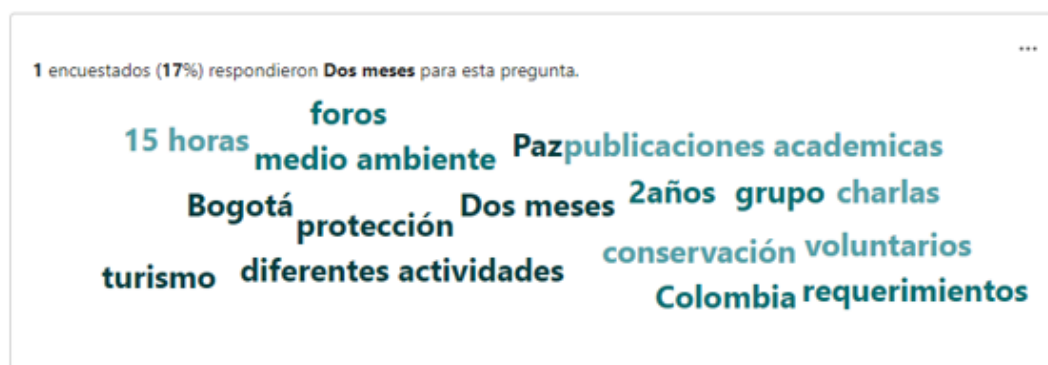 ...
1 encuestados (17%) respondieron Dos meses para esta pregunta.
foros
15 horas
medio ambiente
Paz
publicaciones academicas
Bogotá
protección
Dos meses
2años
grupo
charlas
turismo
diferentes actividades
conservación
voluntarios
Colombia
requerimientos